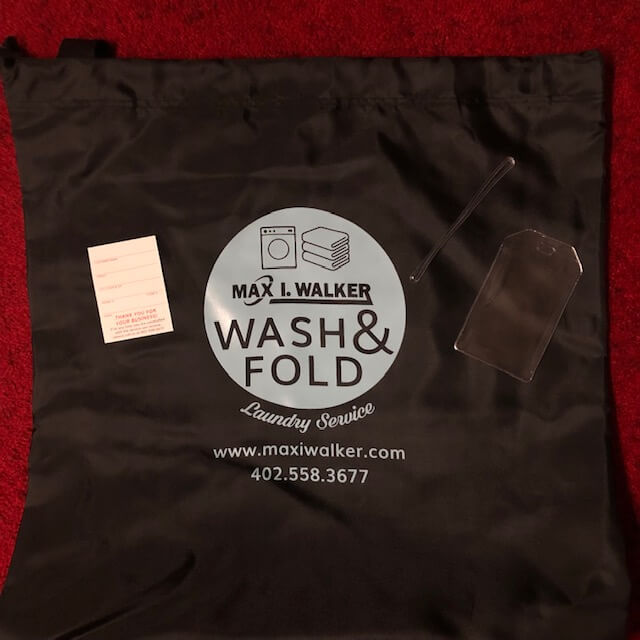 MAX I. WALKER
WASH &
FOLD
Laundry Service
www.maxiwalker.com
402.558.3677
THANK YOU FOR
YOUR BUSINESS!